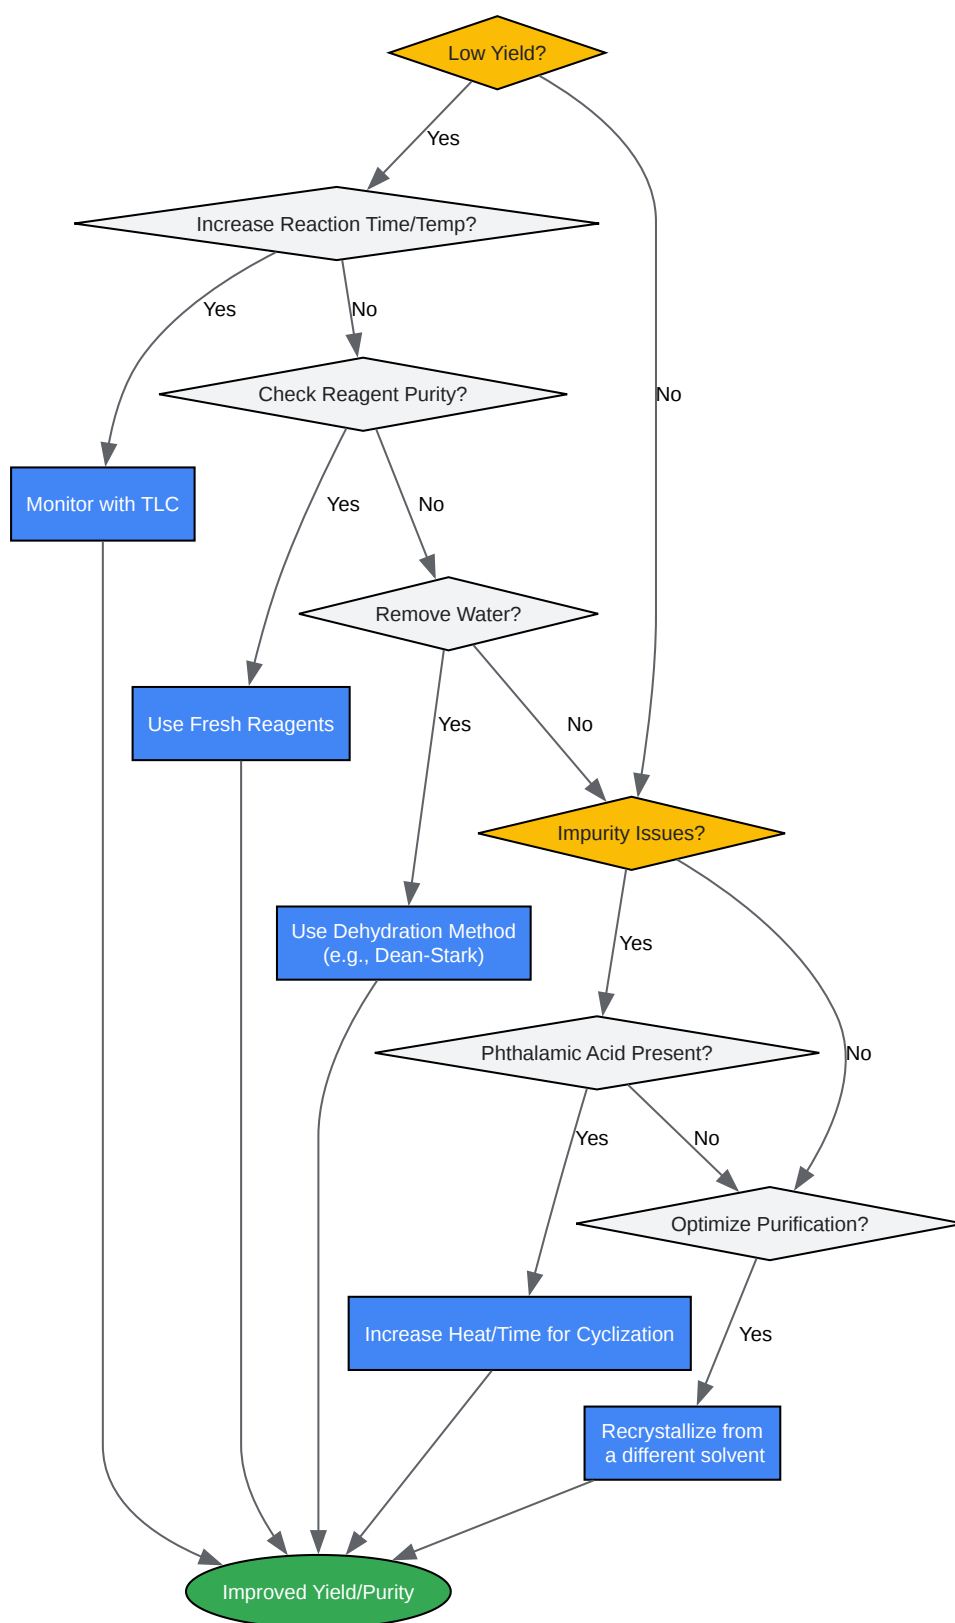 Low Yield?
Yes
Increase Reaction Time/Temp?
Yes
No
Check Reagent Purity?
No
Monitor with TLC
Yes
No
Remove Water?
Use Fresh Reagents
Yes
No
Impurity Issues?
Use Dehydration Method
(e.g., Dean-Stark)
Yes
Phthalamic Acid Present?
No
Yes
No
Optimize Purification?
Increase Heat/Time for Cyclization
Yes
Recrystallize from
a different solvent
Improved Yield/Purity